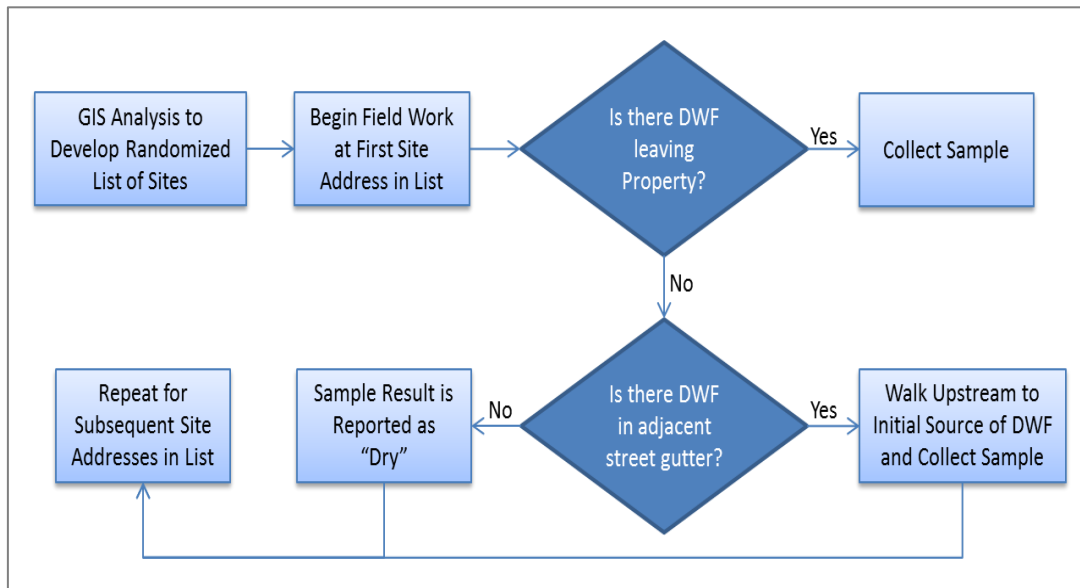 GIS Analysis to
Develop Randomized
List of Sites
Begin Field Work
at First Site
Address in List
Is there DWF
leaving
Property?
Yes
Collect Sample
No
Is there DWF
in adjacent
street gutter?
Yes
Walk Upstream to
Initial Source of DWF
and Collect Sample
No
Sample Result is
Reported as
“Dry”
Repeat for
Subsequent Site
Addresses in List